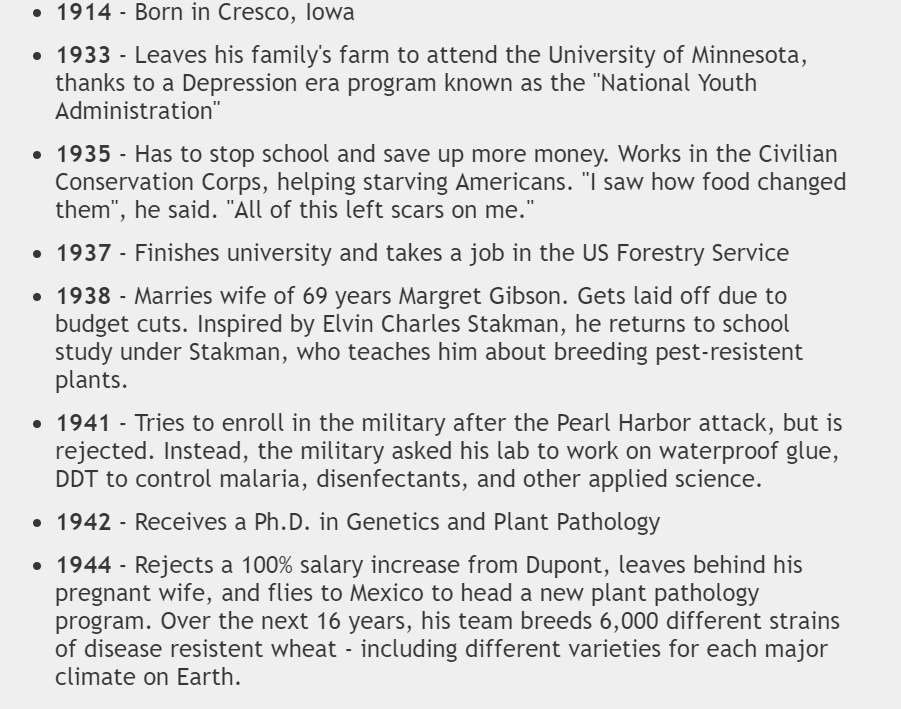 • 1914 - Born in Cresco, Iowa
• 1933 - Leaves his family's farm to attend the University of Minnesota,
thanks to a Depression era program known as the "National Youth
Administration"
• 1935 - Has to stop school and save up more money. Works in the Civilian
Conservation Corps, helping starving Americans. "I saw how food changed
them", he said. "All of this left scars on me."
• 1937 - Finishes university and takes a job in the US Forestry Service
• 1938 - Marries wife of 69 years Margret Gibson. Gets laid off due to
budget cuts. Inspired by Elvin Charles Stakman, he returns to school
study under Stakman, who teaches him about breeding pest-resistent
plants.
• 1941 - Tries to enroll in the military after the Pearl Harbor attack, but is
rejected. Instead, the military asked his lab to work on waterproof glue,
DDT to control malaria, disenfectants, and other applied science.
• 1942 - Receives a Ph.D. in Genetics and Plant Pathology
• 1944 - Rejects a 100% salary increase from Dupont, leaves behind his
pregnant wife, and flies to Mexico to head a new plant pathology
program. Over the next 16 years, his team breeds 6,000 different strains
of disease resistent wheat - including different varieties for each major
climate on Earth.